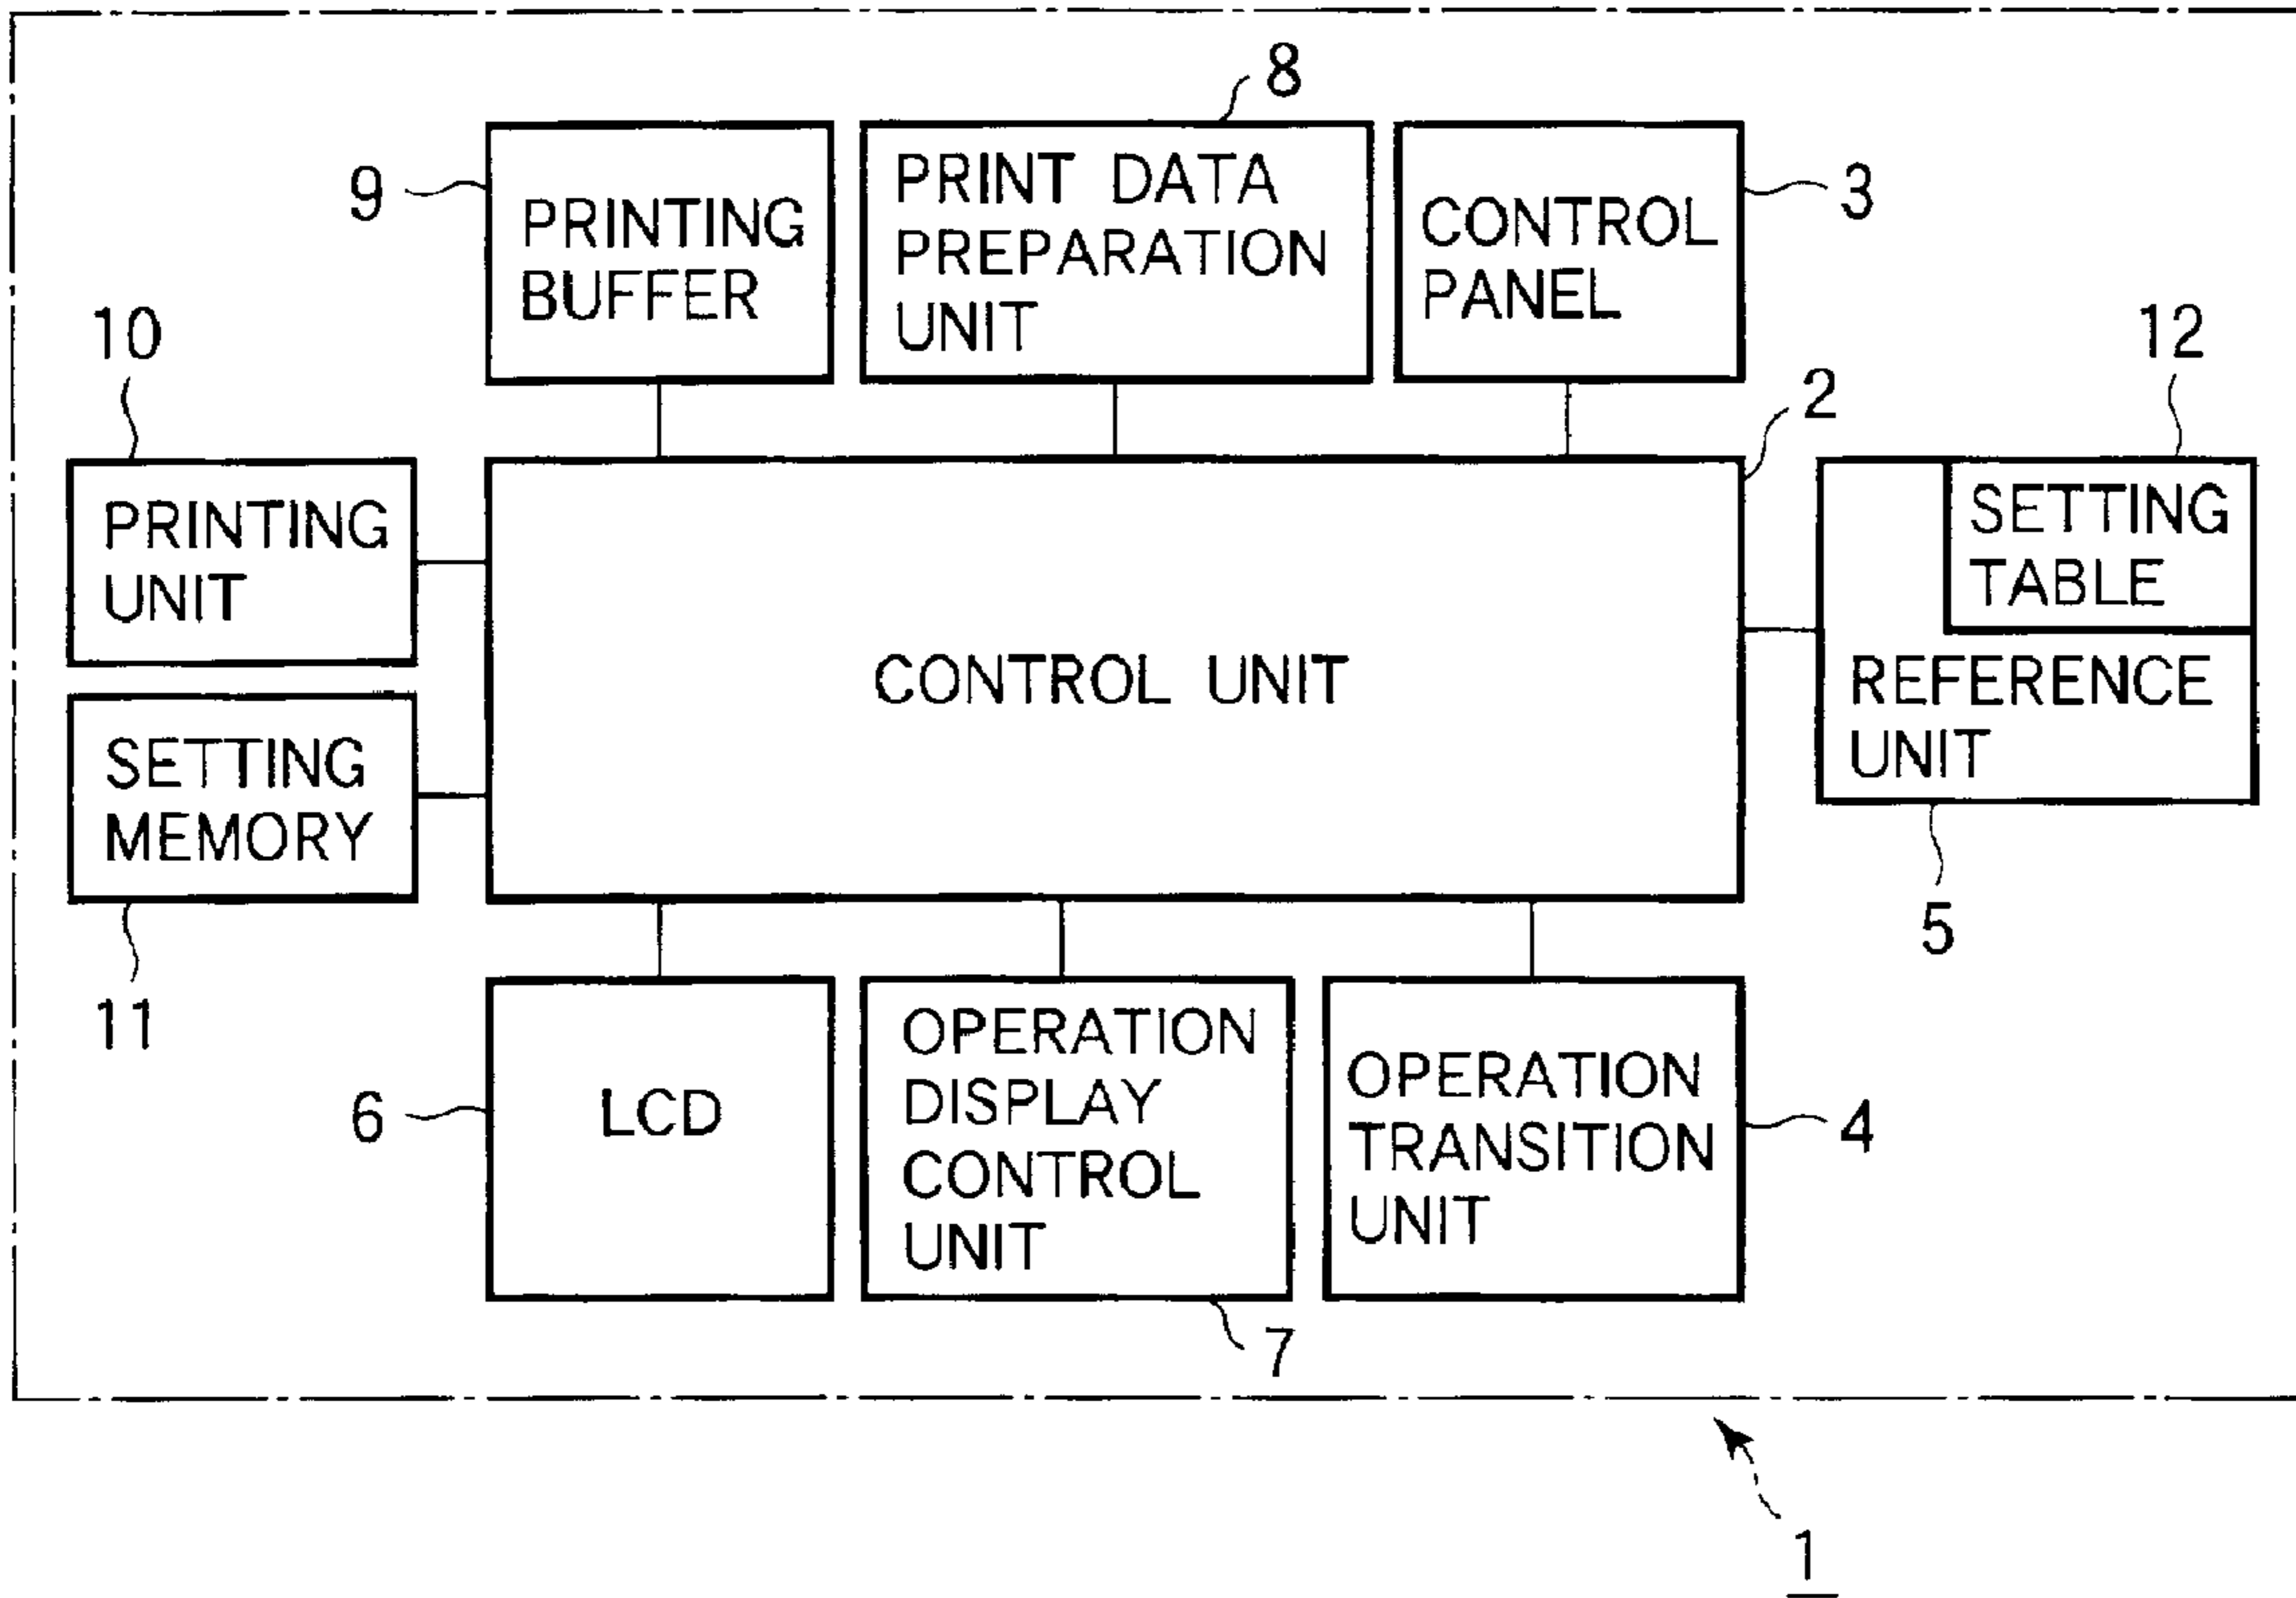 8
9
PRINTING
BUFFER
PRINT DATA
PREPARATION
UNIT
CONTROL
PANEL
3
10
12
2
PRINTING
UNIT
SETTING
TABLE
CONTROL UNIT
REFERENCE
UNIT
SETTING
MEMORY
5
11
6
LCD
OPERATION
DISPLAY
CONTROL
UNIT
OPERATION
TRANSITION
UNIT
4
7
1